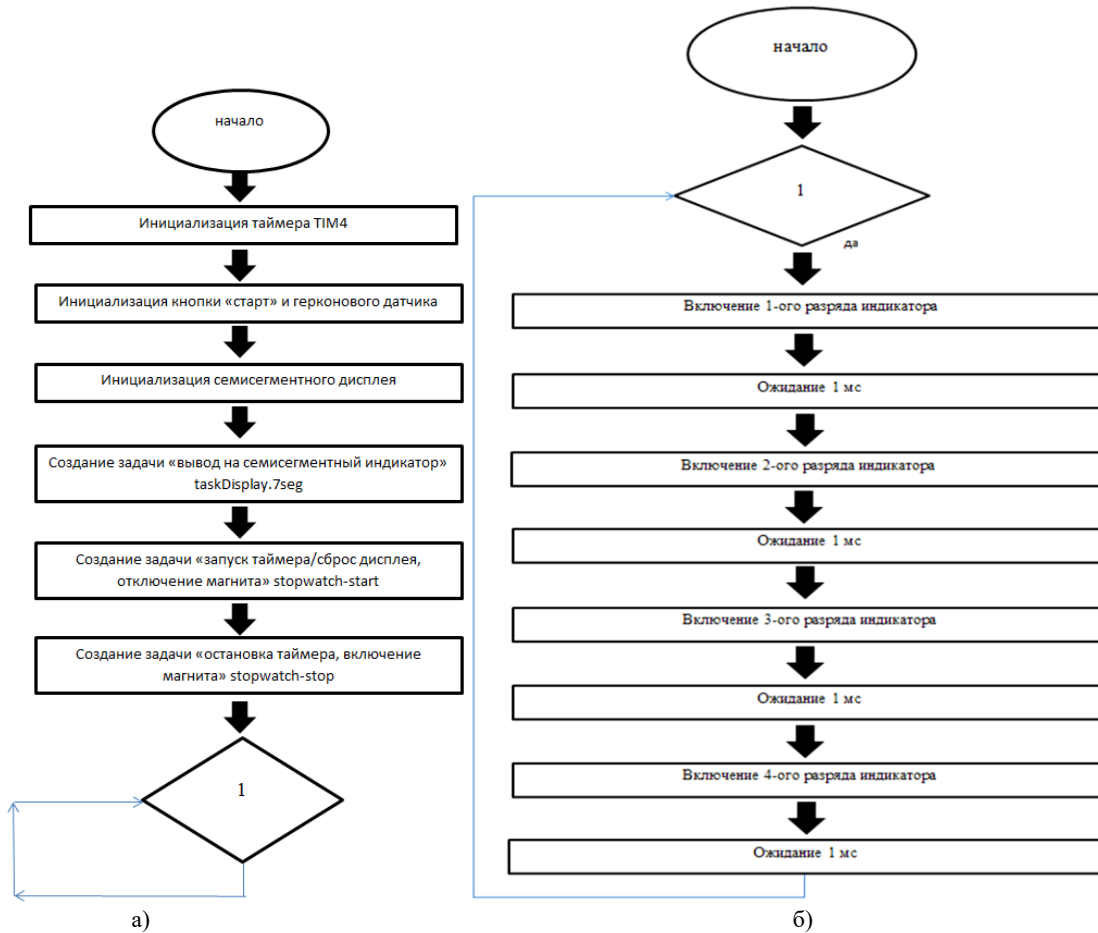 начало
Инициализация таймера TIM4
Инициализация кнопки «старт» и герконового датчика
Инициализация семисегментного дисплея
Создание задачи «вывод на семисегментный индикатор»
taskDisplay.7seg
Создание задачи «запуск таймера/сброс дисплея,
отключение магнита» stopwatch-start
Создание задачи «остановка таймера, включение
магнита» stopwatch-stop
1
а)
начало
1
да
Включение 1-ого разряда индикатора
Ожидание 1 мс
Включение 2-ого разряда индикатора
Ожидание 1 мс
Включение 3-ого разряда индикатора
Ожидание 1 мс
Включение 4-ого разряда индикатора
Ожидание 1 мс
б)